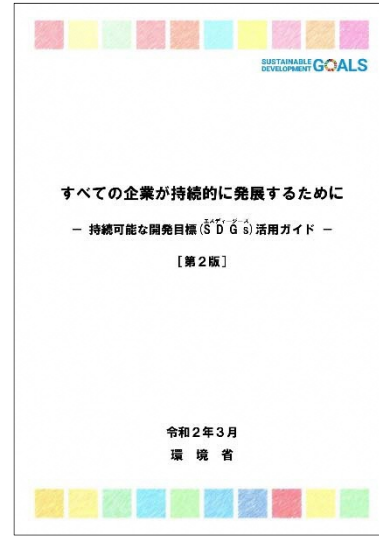 SUSTAINABLE
DEVELOPMENT GOALS
すべての企業が持続的に発展するために
－ 持続可能な開発目標(ＳＤＧｓ)活用ガイド －
エスディージーズ
［第２版］
令和２年３月
環 境 省